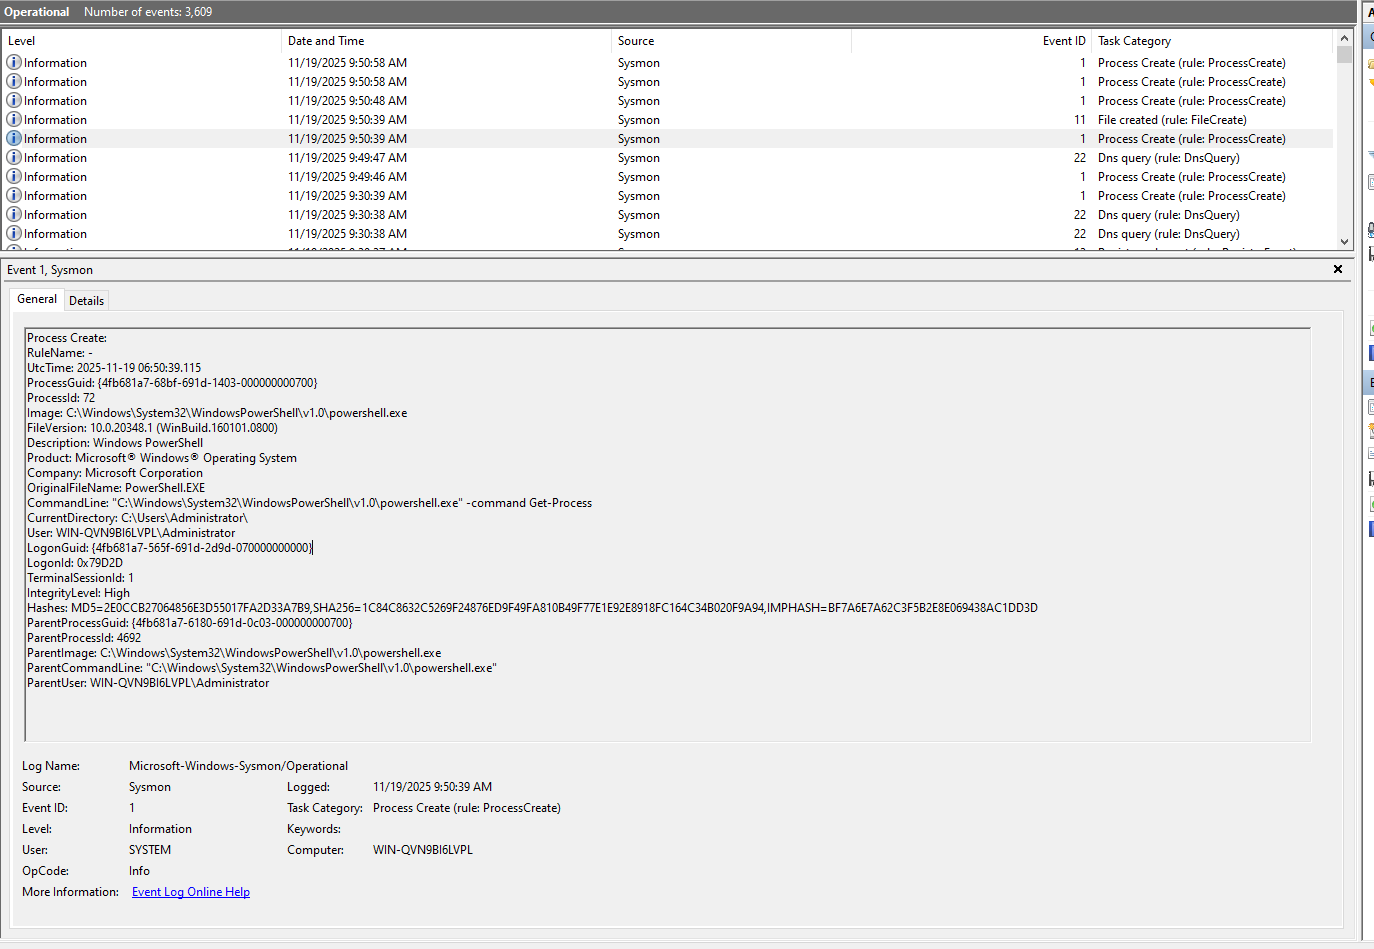 Operational Number of events: 3,609
Level Date and Time Source Event ID Task Category
Information 11/19/2025 9:50:58 AM Sysmon 1 Process Create (rule: ProcessCreate)
Information 11/19/2025 9:50:58 AM Sysmon 1 Process Create (rule: ProcessCreate)
Information 11/19/2025 9:50:48 AM Sysmon 1 Process Create (rule: ProcessCreate)
Information 11/19/2025 9:50:39 AM Sysmon 11 File created (rule: FileCreate)
Information 11/19/2025 9:50:39 AM Sysmon 1 Process Create (rule: ProcessCreate)
Information 11/19/2025 9:49:47 AM Sysmon 22 Dns query (rule: DnsQuery)
Information 11/19/2025 9:49:46 AM Sysmon 1 Process Create (rule: ProcessCreate)
Information 11/19/2025 9:30:39 AM Sysmon 1 Process Create (rule: ProcessCreate)
Information 11/19/2025 9:30:38 AM Sysmon 22 Dns query (rule: DnsQuery)
Information 11/19/2025 9:30:38 AM Sysmon 22 Dns query (rule: DnsQuery)
Event 1, Sysmon
General Details
Process Create:
RuleName: -
UtcTime: 2025-11-19 06:50:39.115
ProcessGuid: {4fb681a7-68bf-691d-1403-000000000700}
ProcessId: 72
Image: C:\Windows\System32\WindowsPowerShell\v1.0\powershell.exe
FileVersion: 10.0.20348.1 (WinBuild.160101.0800)
Description: Windows PowerShell
Product: Microsoft® Windows® Operating System
Company: Microsoft Corporation
OriginalFileName: PowerShell.EXE
CommandLine: "C:\Windows\System32\WindowsPowerShell\v1.0\powershell.exe" -command Get-Process
CurrentDirectory: C:\Users\Administrator\
User: WIN-QVN9BI6LVPL\Administrator
LogonGuid: {4fb681a7-565f-691d-2d9d-070000000000}
LogonId: 0x79D2D
TerminalSessionId: 1
IntegrityLevel: High
Hashes: MD5=2E0CCB27064856E3D55017FA2D33A7B9,SHA256=1C84C8632C5269F24876ED9F49FA810B49F77E1E92E8918FC164C34B020F9A94,IMPHASH=BF7A6E7A62C3F5B2E8E069438AC1DD3D
ParentProcessGuid: {4fb681a7-6180-691d-0c03-000000000700}
ParentProcessId: 4692
ParentImage: C:\Windows\System32\WindowsPowerShell\v1.0\powershell.exe
ParentCommandLine: "C:\Windows\System32\WindowsPowerShell\v1.0\powershell.exe"
ParentUser: WIN-QVN9BI6LVPL\Administrator
Log Name: Microsoft-Windows-Sysmon/Operational
Source: Sysmon Logged: 11/19/2025 9:50:39 AM
Event ID: 1 Task Category: Process Create (rule: ProcessCreate)
Level: Information Keywords:
User: SYSTEM Computer: WIN-QVN9BI6LVPL
OpCode: Info
More Information: Event Log Online Help